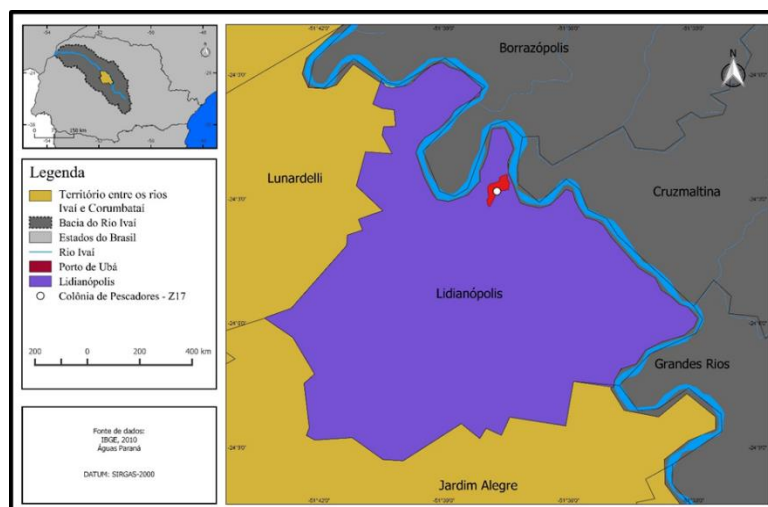 Legenda
Território entre os rios
Ivaí e Corumbataí
Bacia do Rio Ivaí
Estados do Brasil
Rio Ivaí
Porto de Ubá
Lidianópolis
Colônia de Pescadores - Z17
200 0 200 400 km
Fonte de dados:
IBGE, 2010
Águas Paraná
DATUM: SIRGAS-2000
N
Borrazópolis
Lunardelli
Cruzmaltina
Lidianópolis
Grandes Rios
Jardim Alegre